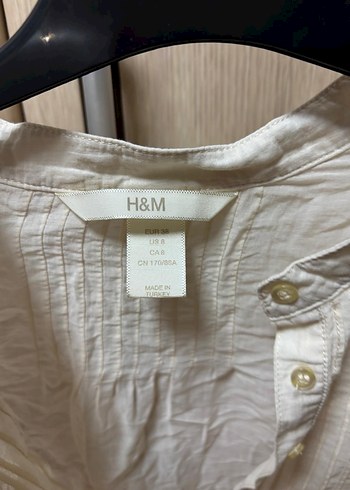 H&M
EUR 38
US 8
CA 8
CN 170/88A
MADE IN
TURKEY